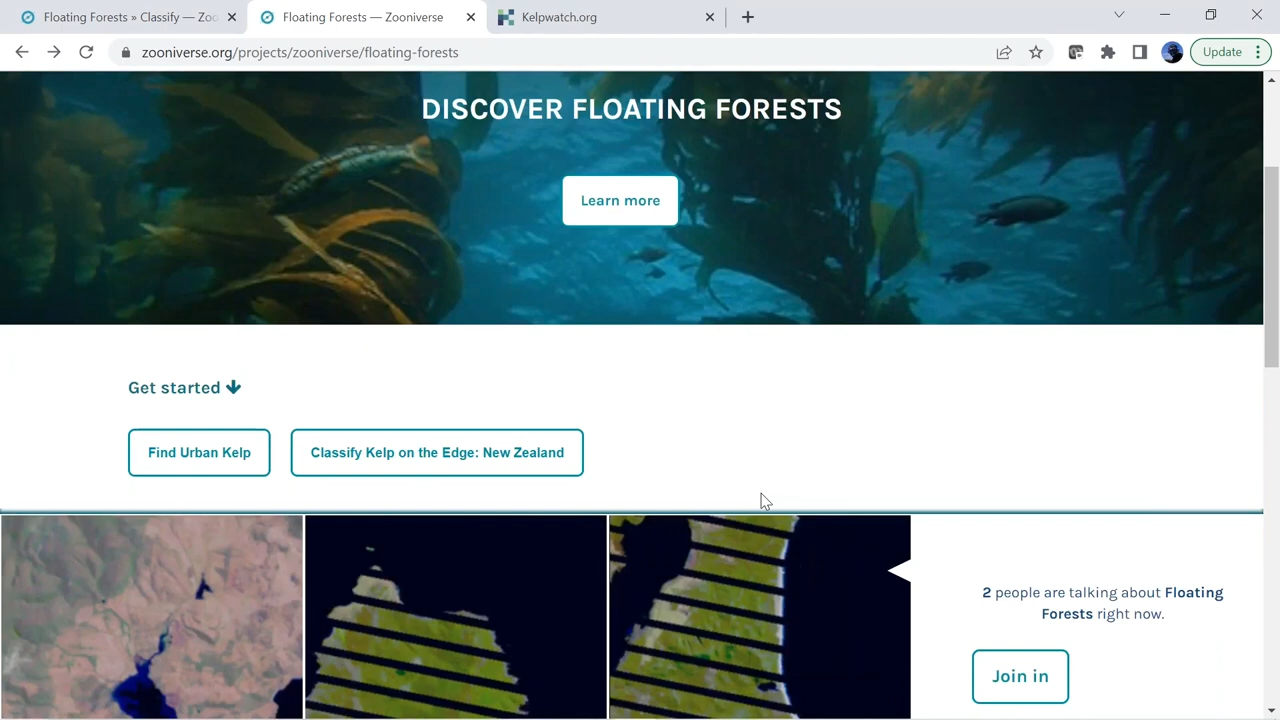 Floating Forests » Classify — Zoo
Floating Forests — Zooniverse
Kelpwatch.org
zooniverse.org/projects/zooniverse/floating-forests
Update
DISCOVER FLOATING FORESTS
Learn more
Get started
Find Urban Kelp
Classify Kelp on the Edge: New Zealand
2 people are talking about Floating
Forests right now.
Join in